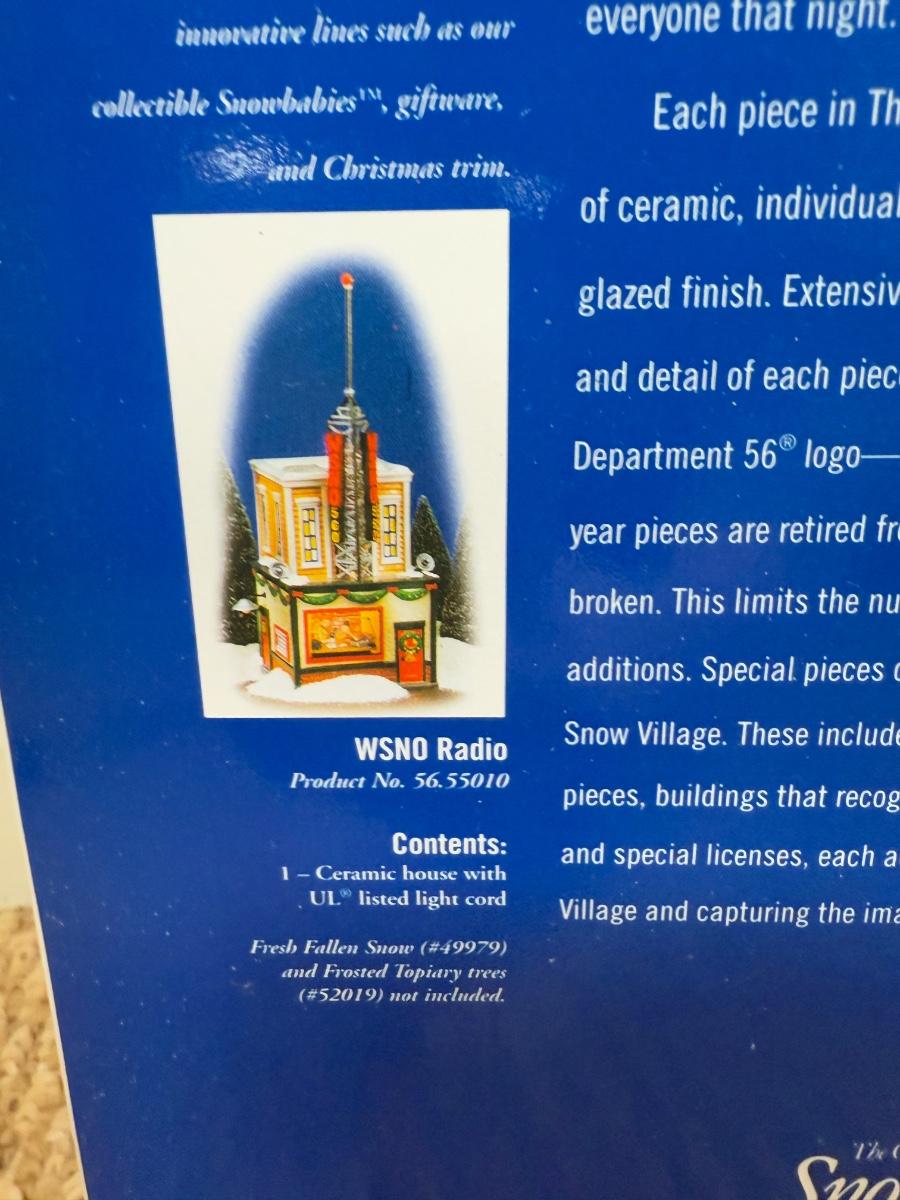 innovative lines such as our
collectible Snowbabies™, giftware,
and Christmas trim.
WSNO Radio
Product No. 56.55010
Contents:
1 – Ceramic house with
UL® listed light cord
Fresh Fallen Snow (#49979)
and Frosted Topiary trees
(#52019) not included.
everyone that night.
Each piece in Th
of ceramic, individual
glazed finish. Extensiv
and detail of each piec
Department 56® logo—
year pieces are retired fr
broken. This limits the nu
additions. Special pieces
Snow Village. These include
pieces, buildings that recog
and special licenses, each a
Village and capturing the ima
The
Sno